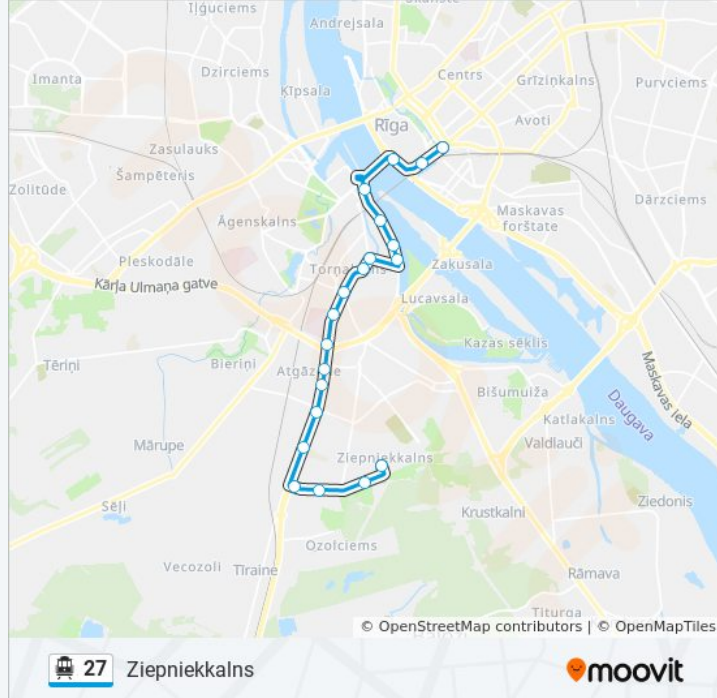 Iļģuciems
Andrejsala
Imanta
Dzirciems
Centrs
Grīziņkalns
Purvciems
Ķīpsala
Rīga
Avoti
Zasulauks
Zolitūde
Šampēteris
Dārzciems
Āgenskalns
Maskavas
forštate
Pleskodāle
Torņakalns
Zaķusala
Kārļa Ulmaņa gatve
Lucavsala
Kazas sēklis
Tēriņi
Bieriņi
Atgāzene
Maskavas iela
Bišumuiža
Daugava
Katlakalns
Mārupe
Valdlauči
Ziepniekkalns
Sēļi
Ziedonis
Krustkalni
Ozolciems
Vecozoli
Tīraine
Rāmava
Titurga
© OpenStreetMap contributors | © OpenMapTiles
27 Ziepniekkalns
moovit